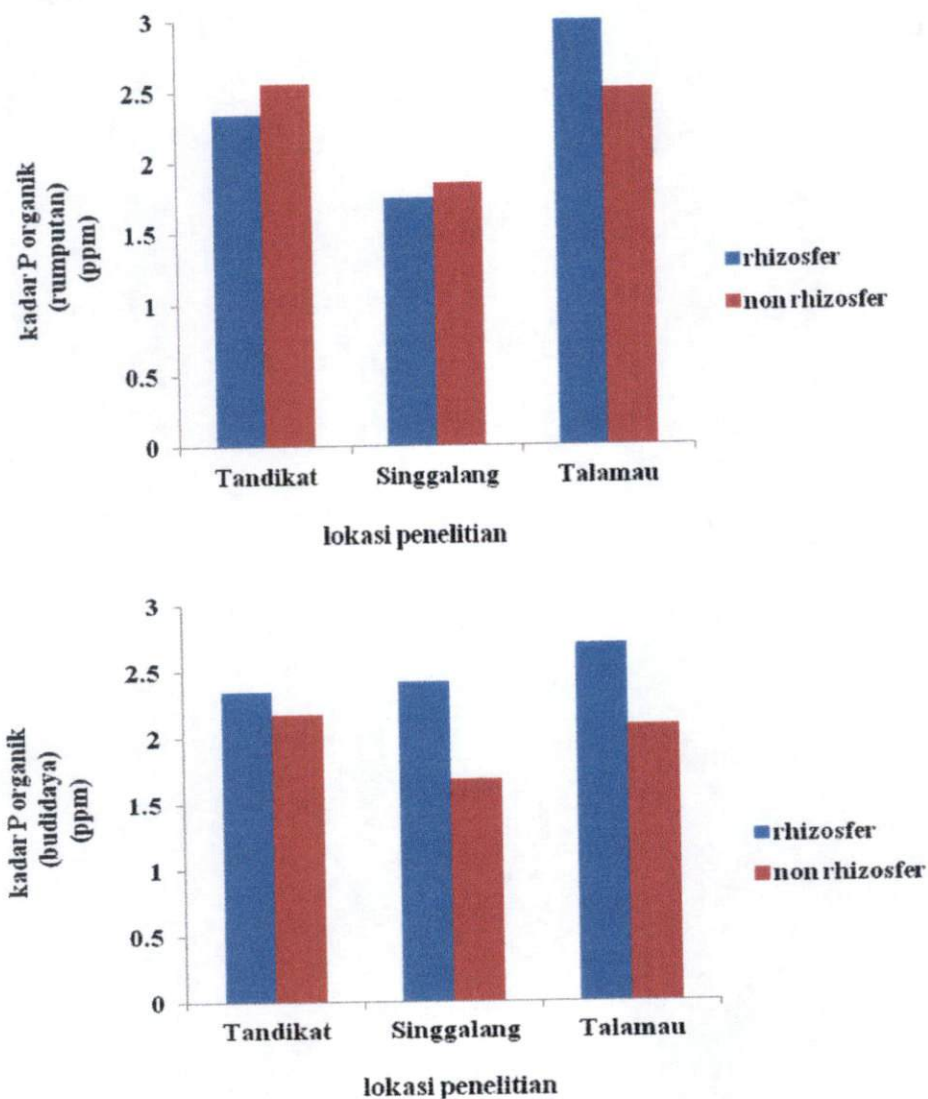 kadar P organik
(rumputan)
(ppm)
3
2.5
2
1.5
1
0.5
0
Tandikat Singgalang Talamau
lokasi penelitian
rhizosfer
non rhizosfer
kadar P organik
(budidaya)
(ppm)
3
2.5
2
1.5
1
0.5
0
Tandikat Singgalang Talamau
lokasi penelitian
rhizosfer
non rhizosfer